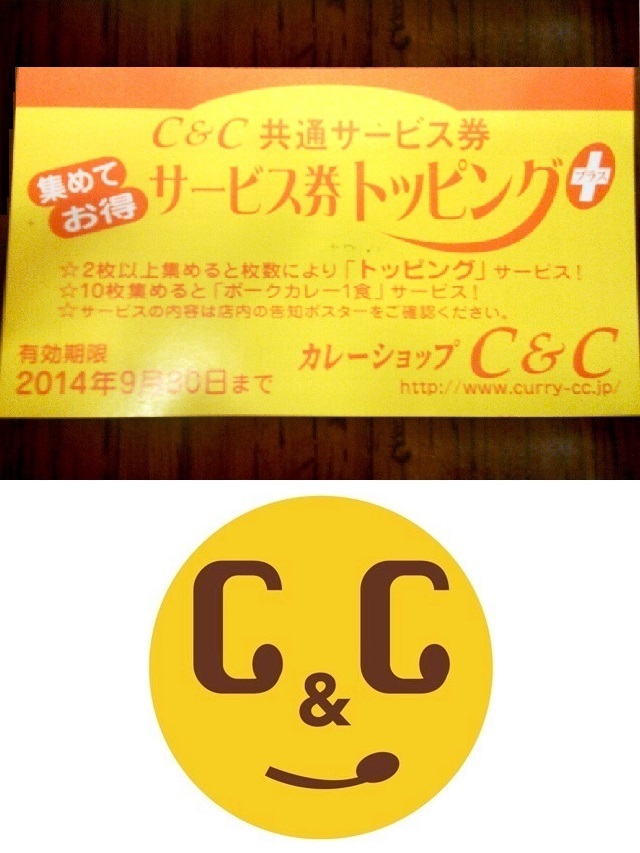 C&C 共通サービス券
集めて
お得
サービス券トッピング
プラス
☆2枚以上集めると枚数により「トッピング」サービス!
☆10枚集めると「ポークカレー1食」サービス!
☆サービスの内容は店内の告知ポスターをご確認ください。
有効期限
2014年9月30日まで
カレーショップ C&C
http://www.curry-cc.jp/
C&C